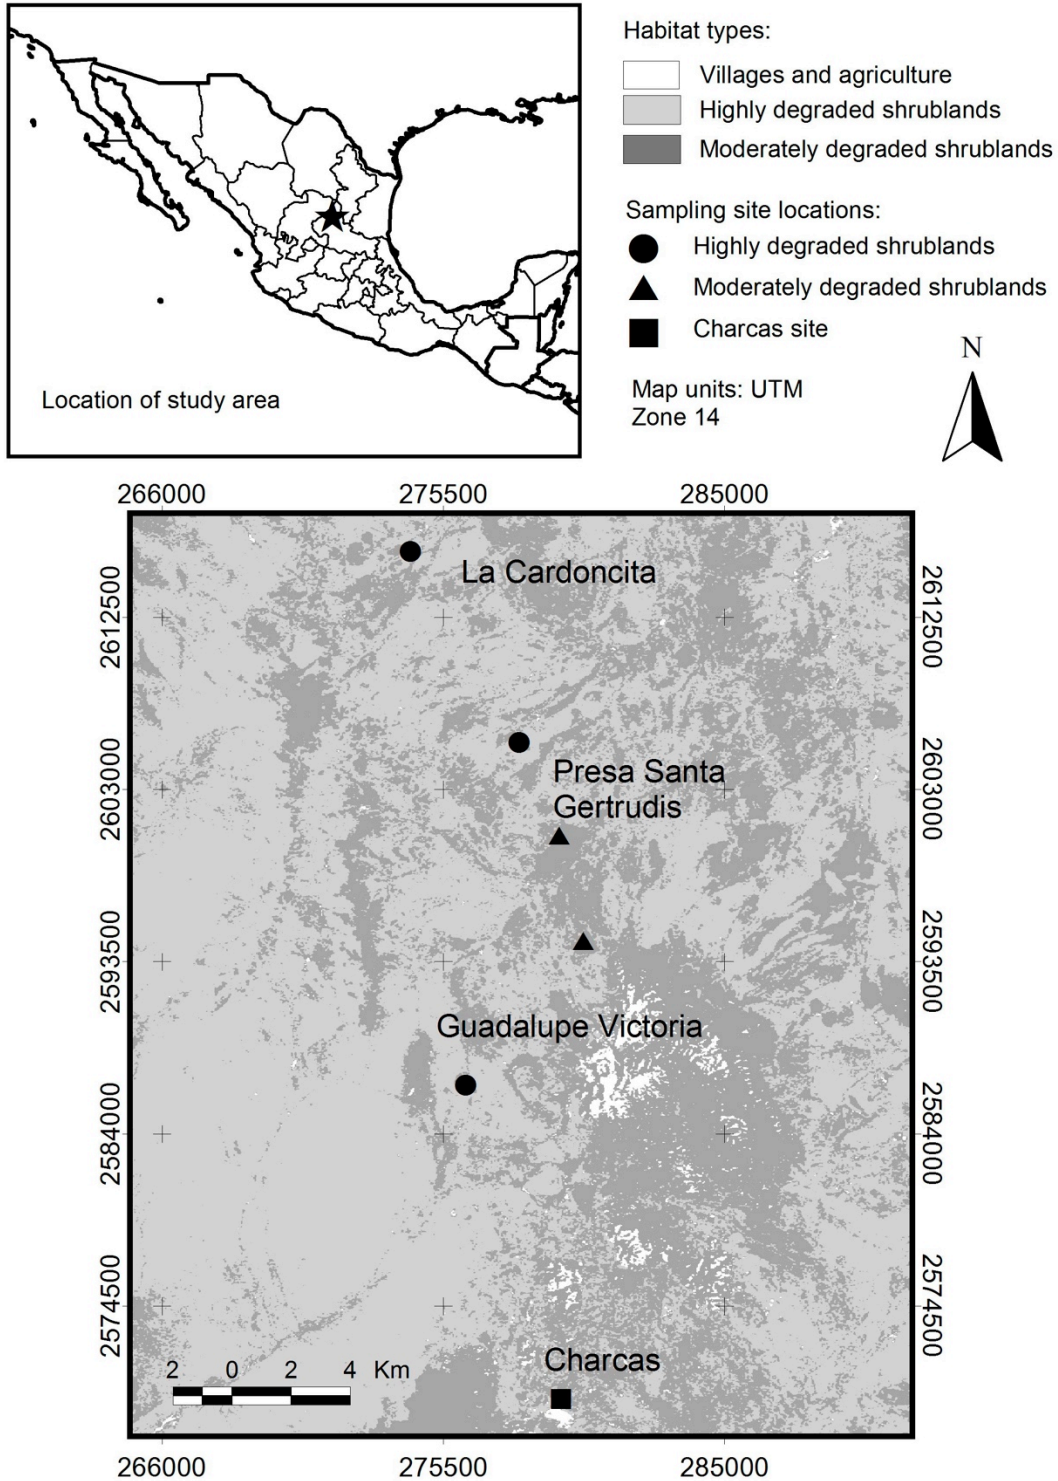 Location of study area
Habitat types:
Villages and agriculture
Highly degraded shrublands
Moderately degraded shrublands
Sampling site locations:
Highly degraded shrublands
Moderately degraded shrublands
Charcas site
Map units: UTM
Zone 14
N
266000 275500 285000
La Cardoncita
2612500 2612500
Presa Santa
Gertrudis
2603000 2603000
2593500 2593500
Guadalupe Victoria
2584000 2584000
2574500 2574500
Charcas
2 0 2 4 Km
266000 275500 285000